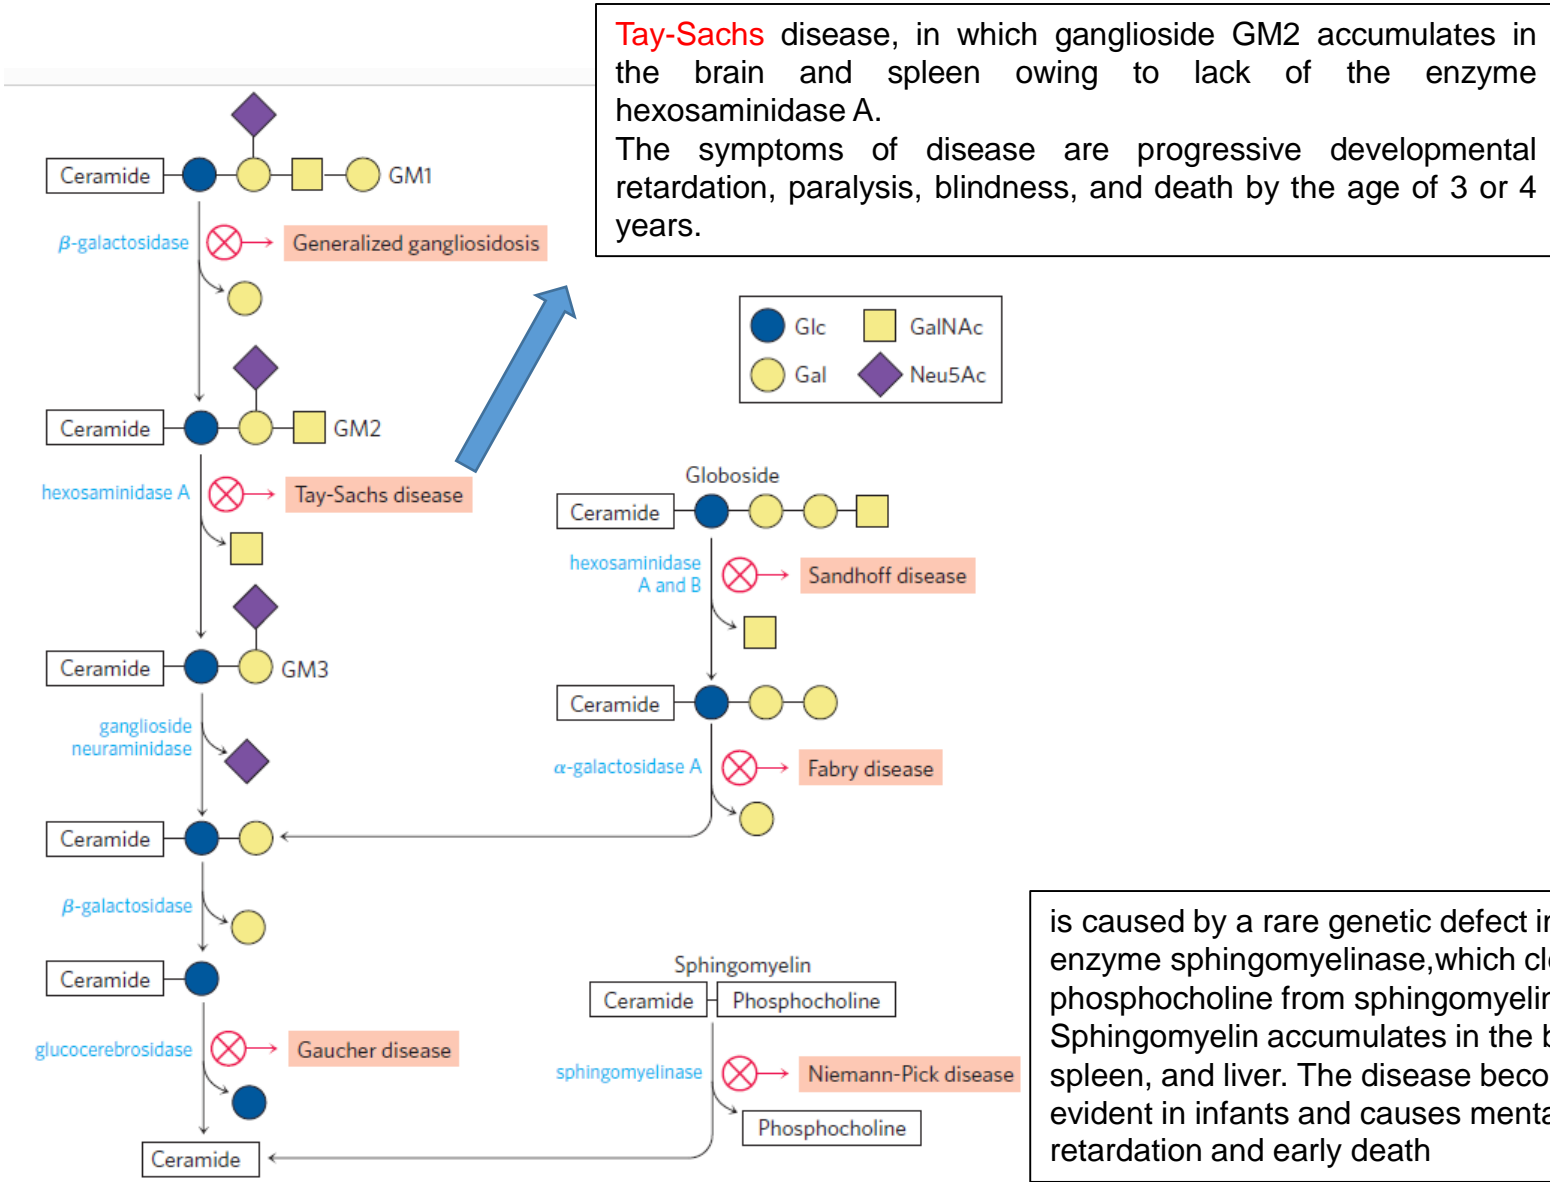 Tay-Sachs disease, in which ganglioside GM2 accumulates in
the brain and spleen owing to lack of the enzyme
hexosaminidase A.
The symptoms of disease are progressive developmental
retardation, paralysis, blindness, and death by the age of 3 or 4
years.
Ceramide GM1
β-galactosidase Generalized gangliosidosis
Glc GalNAc
Gal Neu5Ac
Ceramide GM2
hexosaminidase A Tay-Sachs disease
Globoside
Ceramide
hexosaminidase
A and B Sandhoff disease
Ceramide GM3
Ceramide
ganglioside
neuraminidase
α-galactosidase A Fabry disease
Ceramide
β-galactosidase
Ceramide
Sphingomyelin
Ceramide Phosphocholine
glucocerebrosidase Gaucher disease
sphingomyelinase Niemann-Pick disease
Phosphocholine
Ceramide
is caused by a rare genetic defect
enzyme sphingomyelinase,which
phosphocholine from
Sphingomyelin accumulates in the
spleen, and liver. The disease
evident in infants and causes
retardation and early death